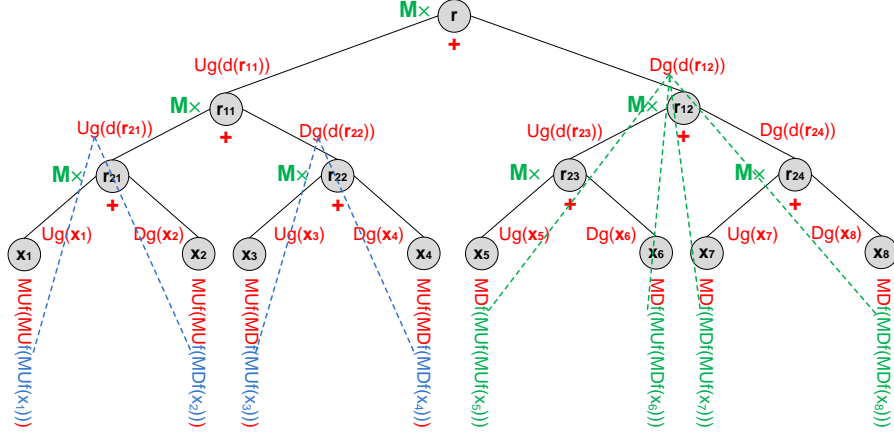 M× r
+
Ug(d(r₁₁)) Dg(d(r₁₂))
M× r₁₁ M× r₁₂
+ +
Ug(d(r₂₁)) Dg(d(r₂₂)) Ug(d(r₂₃)) Dg(d(r₂₄))
M× r₂₁ M× r₂₂ M× r₂₃ M× r₂₄
+ + + +
Ug(x₁) Dg(x₂) Ug(x₃) Dg(x₄) Ug(x₅) Dg(x₆) Ug(x₇) Dg(x₈)
x₁ x₂ x₃ x₄ x₅ x₆ x₇ x₈
MUf(MUf(MUf(x₁)))
MUf(MUf(MDf(x₂)))
MUf(MDf(MUf(x₃)))
MUf(MDf(MDf(x₄)))
MDf(MUf(MUf(x₅)))
MDf(MUf(MDf(x₆)))
MDf(MDf(MUf(x₇)))
MDf(MDf(MDf(x₈)))